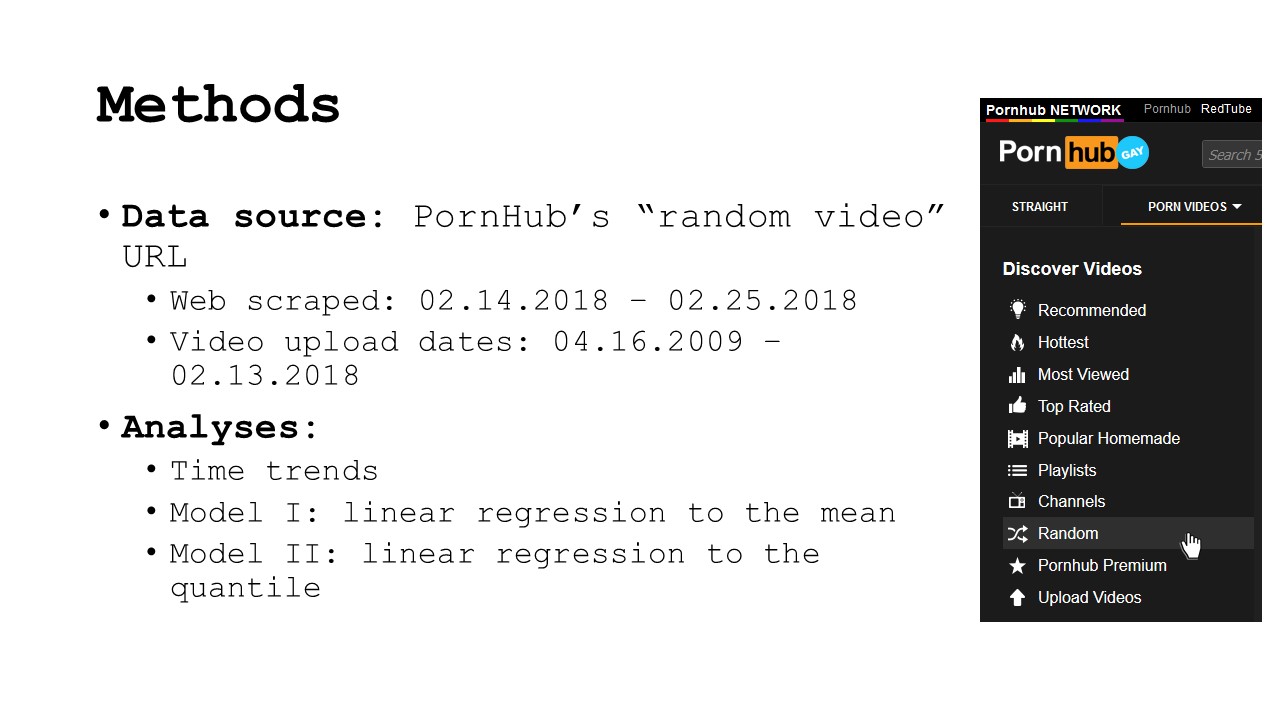 Methods
• Data source: PornHub’s “random video”
URL
• Web scraped: 02.14.2018 – 02.25.2018
• Video upload dates: 04.16.2009 –
02.13.2018
• Analyses:
• Time trends
• Model I: linear regression to the mean
• Model II: linear regression to the
quantile
Pornhub NETWORK Pornhub RedTube
Porn hub GAY Search 5
STRAIGHT PORN VIDEOS
Discover Videos
Recommended
Hottest
Most Viewed
Top Rated
Popular Homemade
Playlists
Channels
Random
Pornhub Premium
Upload Videos